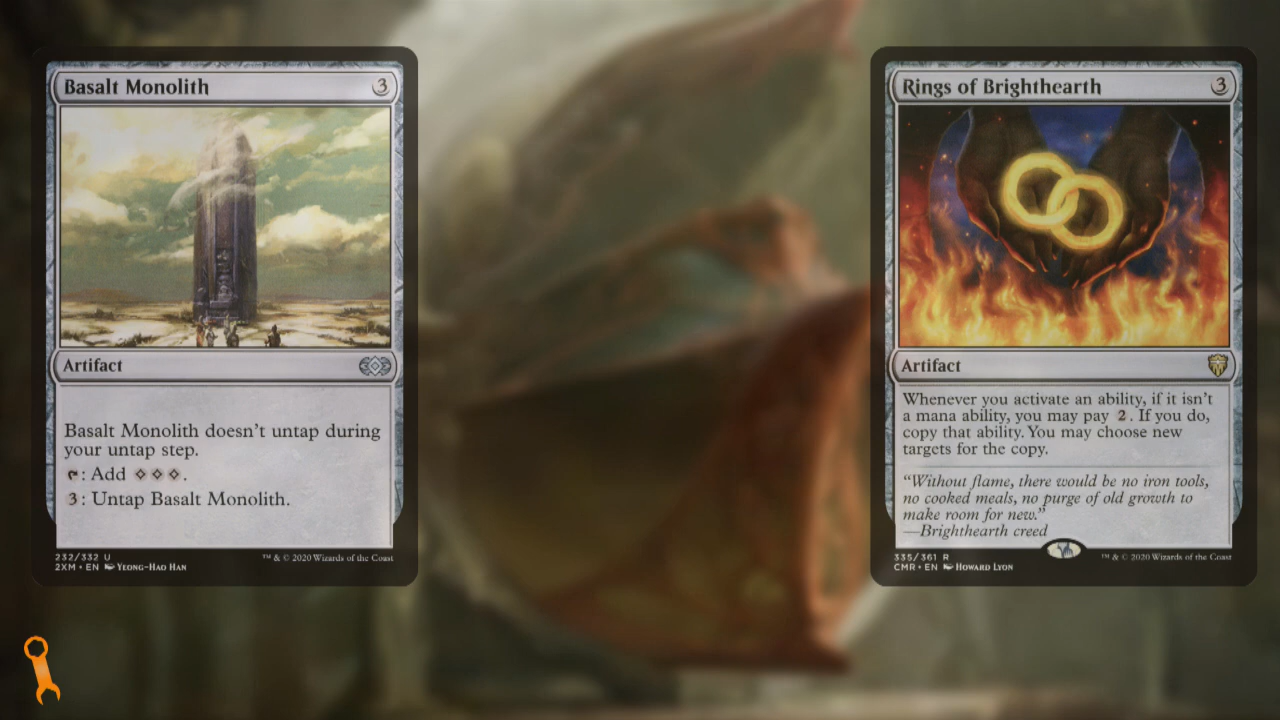 Basalt Monolith 3
Artifact
Basalt Monolith doesn't untap during
your untap step.
: Add .
3: Untap Basalt Monolith.
232/332 U
2XM • EN Yeong-Hao Han
™ & © 2020 Wizards of the Coast
Rings of Brighthearth 3
Artifact
Whenever you activate an ability, if it isn't
a mana ability, you may pay 2. If you do,
copy that ability. You may choose new
targets for the copy.
"Without flame, there would be no iron tools,
no cooked meals, no purge of old growth to
make room for new."
—Brighthearth creed
335/361 R
CMR • EN Howard Lyon
™ & © 2020 Wizards of the Coast